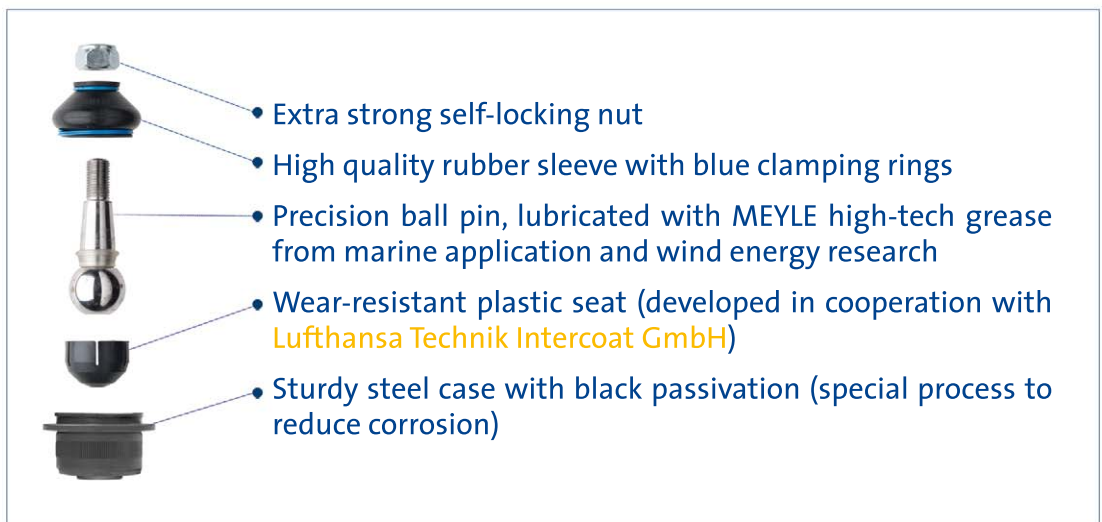 Extra strong self-locking nut
High quality rubber sleeve with blue clamping rings
Precision ball pin, lubricated with MEYLE high-tech grease
from marine application and wind energy research
Wear-resistant plastic seat (developed in cooperation with
Lufthansa Technik Intercoat GmbH)
Sturdy steel case with black passivation (special process to
reduce corrosion)